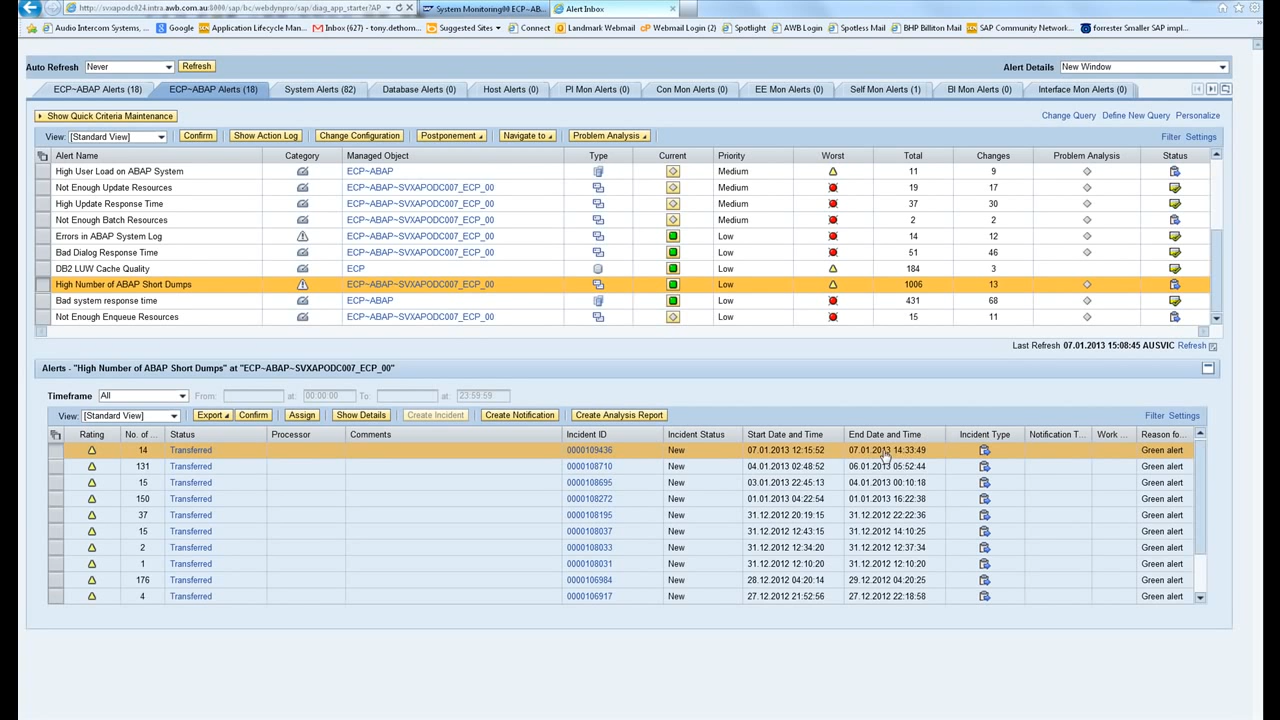 http://svxapodc024.intra.awb.com.au:8000/sap/bc/webdynpro/sap/diag_app_starter?AP System Monitoring00 ECP~AB... Alert Inbox
Audio Intercom Systems, ... Google Application Lifecycle Man... Inbox (627) - tony.dethom... Suggested Sites Connect Landmark Webmail Webmail Login (2) Spotlight AWB Login Spotless Mail BHP Billiton Mail SAP Community Network... forrester Smaller SAP impl...
Auto Refresh Never Refresh Alert Details New Window
ECP~ABAP Alerts (18) ECP~ABAP Alerts (18) System Alerts (82) Database Alerts (0) Host Alerts (0) PI Mon Alerts (0) Con Mon Alerts (0) EE Mon Alerts (0) Self Mon Alerts (1) BI Mon Alerts (0) Interface Mon Alerts (0)
Show Quick Criteria Maintenance Change Query Define New Query Personalize
View: [Standard View] Confirm Show Action Log Change Configuration Postponement Navigate to Problem Analysis Filter Settings
Alert Name Category Managed Object Type Current Priority Worst Total Changes Problem Analysis Status
High User Load on ABAP System ECP~ABAP Medium 11 9
Not Enough Update Resources ECP~ABAP~SVXAPODC007_ECP_00 Medium 19 17
High Update Response Time ECP~ABAP~SVXAPODC007_ECP_00 Medium 37 30
Not Enough Batch Resources ECP~ABAP~SVXAPODC007_ECP_00 Medium 2 2
Errors in ABAP System Log ECP~ABAP~SVXAPODC007_ECP_00 Low 14 12
Bad Dialog Response Time ECP~ABAP~SVXAPODC007_ECP_00 Low 51 46
DB2 LUW Cache Quality ECP Low 184 3
High Number of ABAP Short Dumps ECP~ABAP~SVXAPODC007_ECP_00 Low 1006 13
Bad system response time ECP~ABAP Low 431 68
Not Enough Enqueue Resources ECP~ABAP~SVXAPODC007_ECP_00 Low 15 11
Last Refresh 07.01.2013 15:08:45 AUSVIC Refresh
Alerts - "High Number of ABAP Short Dumps" at "ECP~ABAP~SVXAPODC007_ECP_00"
Timeframe All From: at: 00:00:00 To: at: 23:59:59
View: [Standard View] Export Confirm Assign Show Details Create Incident Create Notification Create Analysis Report Filter Settings
Rating No. of ... Status Processor Comments Incident ID Incident Status Start Date and Time End Date and Time Incident Type Notification T... Work ... Reason fo...
14 Transferred 0000109436 New 07.01.2013 12:15:52 07.01.2013 14:33:49 Green alert
131 Transferred 0000108710 New 04.01.2013 02:48:52 06.01.2013 05:52:44 Green alert
15 Transferred 0000108695 New 03.01.2013 22:45:13 04.01.2013 00:10:18 Green alert
150 Transferred 0000108272 New 01.01.2013 04:22:54 01.01.2013 16:22:38 Green alert
37 Transferred 0000108195 New 31.12.2012 20:19:15 31.12.2012 22:22:36 Green alert
15 Transferred 0000108037 New 31.12.2012 12:43:15 31.12.2012 14:10:25 Green alert
2 Transferred 0000108033 New 31.12.2012 12:34:20 31.12.2012 12:37:34 Green alert
1 Transferred 0000108031 New 31.12.2012 12:10:20 31.12.2012 12:10:20 Green alert
176 Transferred 0000106984 New 28.12.2012 04:20:14 29.12.2012 04:20:25 Green alert
4 Transferred 0000106917 New 27.12.2012 21:52:56 27.12.2012 22:18:58 Green alert